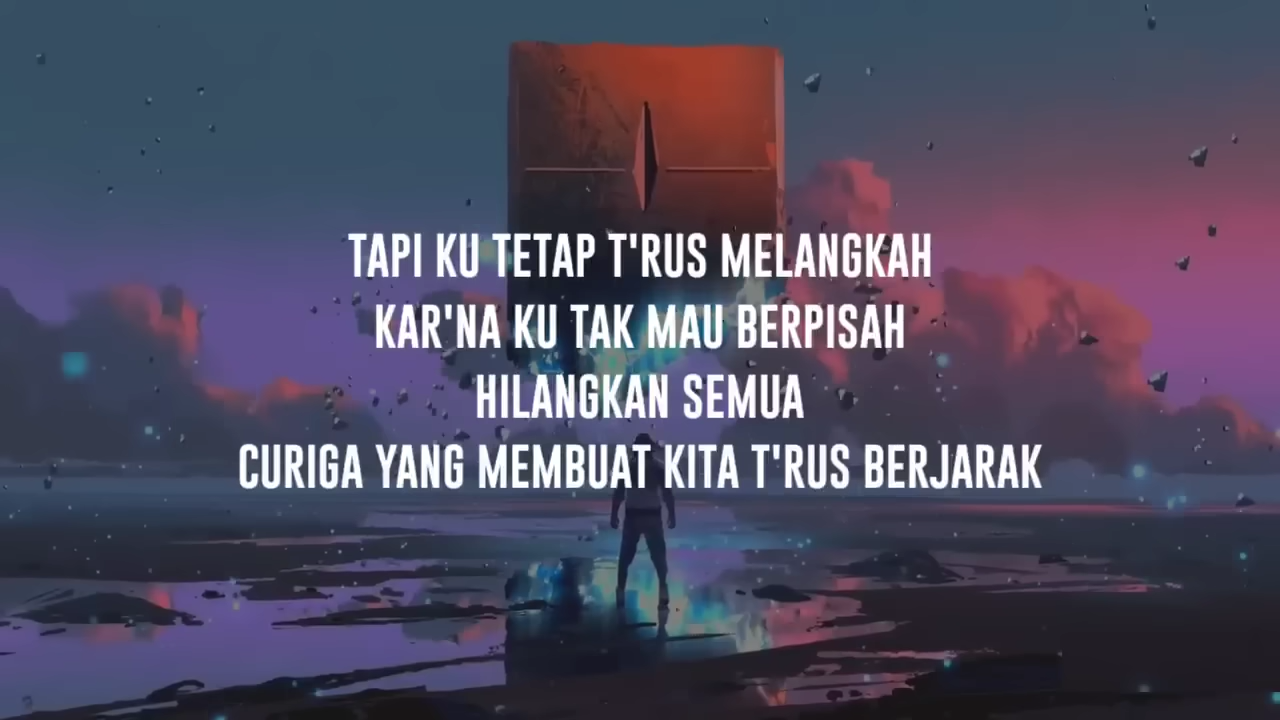 TAPI KU TETAP T'RUS MELANGKAH
KAR'NA KU TAK MAU BERPISAH
HILANGKAN SEMUA
CURIGA YANG MEMBUAT KITA T'RUS BERJARAK